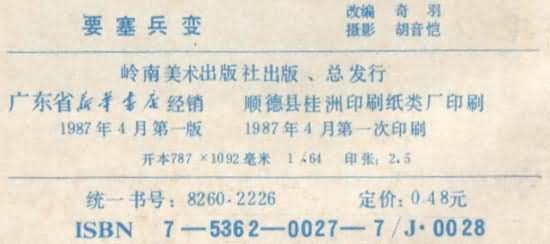 要塞兵变 改编 奇羽
摄影 胡音恺
岭南美术出版社出版、总发行
广东省新华书店经销 顺德县桂洲印刷纸类厂印刷
1987年4月第一版 1987年4月第一次印刷
开本787×1092毫米 1.64 印张:2.5
统一书号:8260·2226 定价:0.48元
ISBN 7—5362—0027—7/J·0028